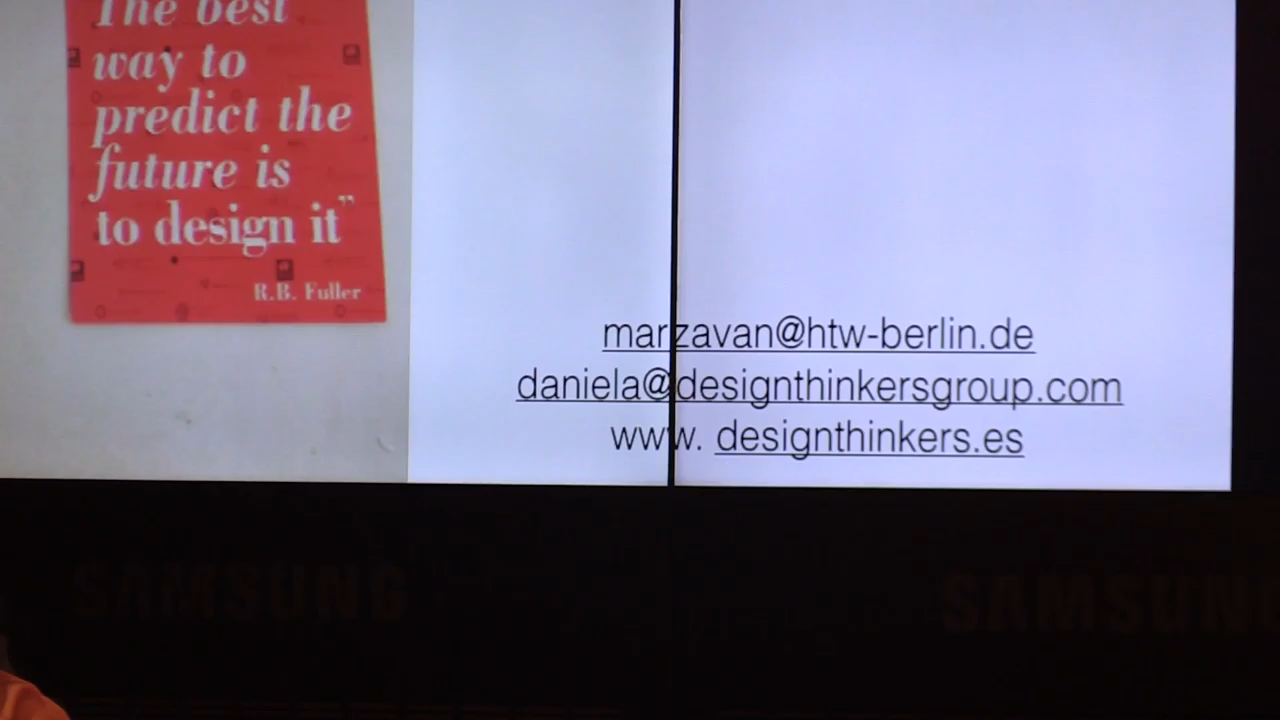 The best
way to
predict the
future is
to design it”
R.B. Fuller
marzavan@htw-berlin.de
daniela@designthinkersgroup.com
www. designthinkers.es
SAMSUNG
SAMSUNG